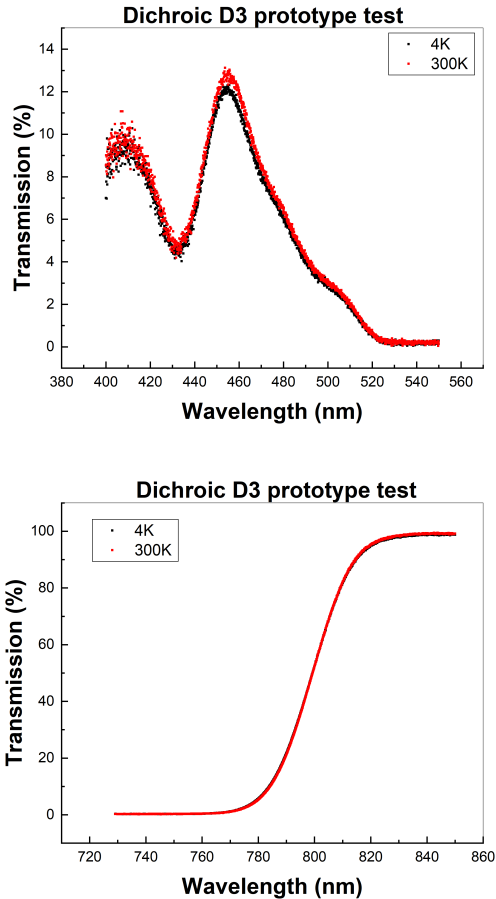 Dichroic D3 prototype test
4K
300K
14
12
10
8
6
4
2
0
Transmission (%)
380 400 420 440 460 480 500 520 540 560
Wavelength (nm)
Dichroic D3 prototype test
4K
300K
100
80
60
40
20
0
Transmission (%)
720 740 760 780 800 820 840 860
Wavelength (nm)